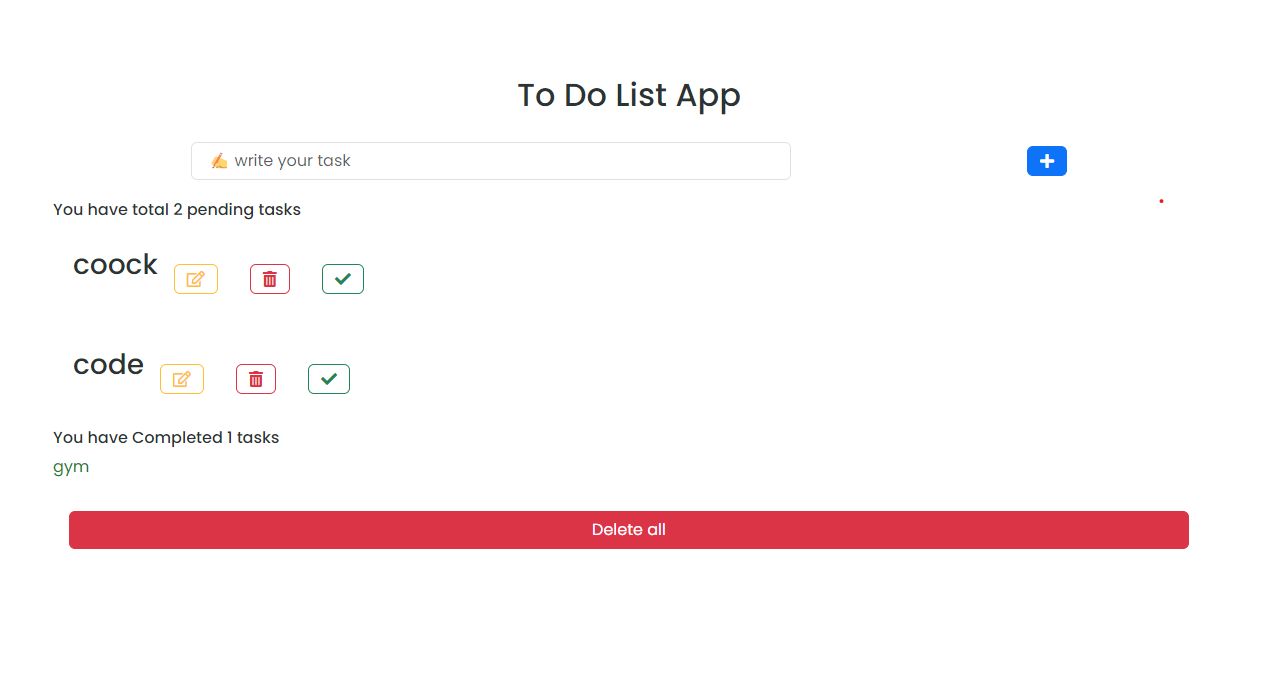 To Do List App
✍ write your task
You have total 2 pending tasks
coock
code
You have Completed 1 tasks
gym
Delete all